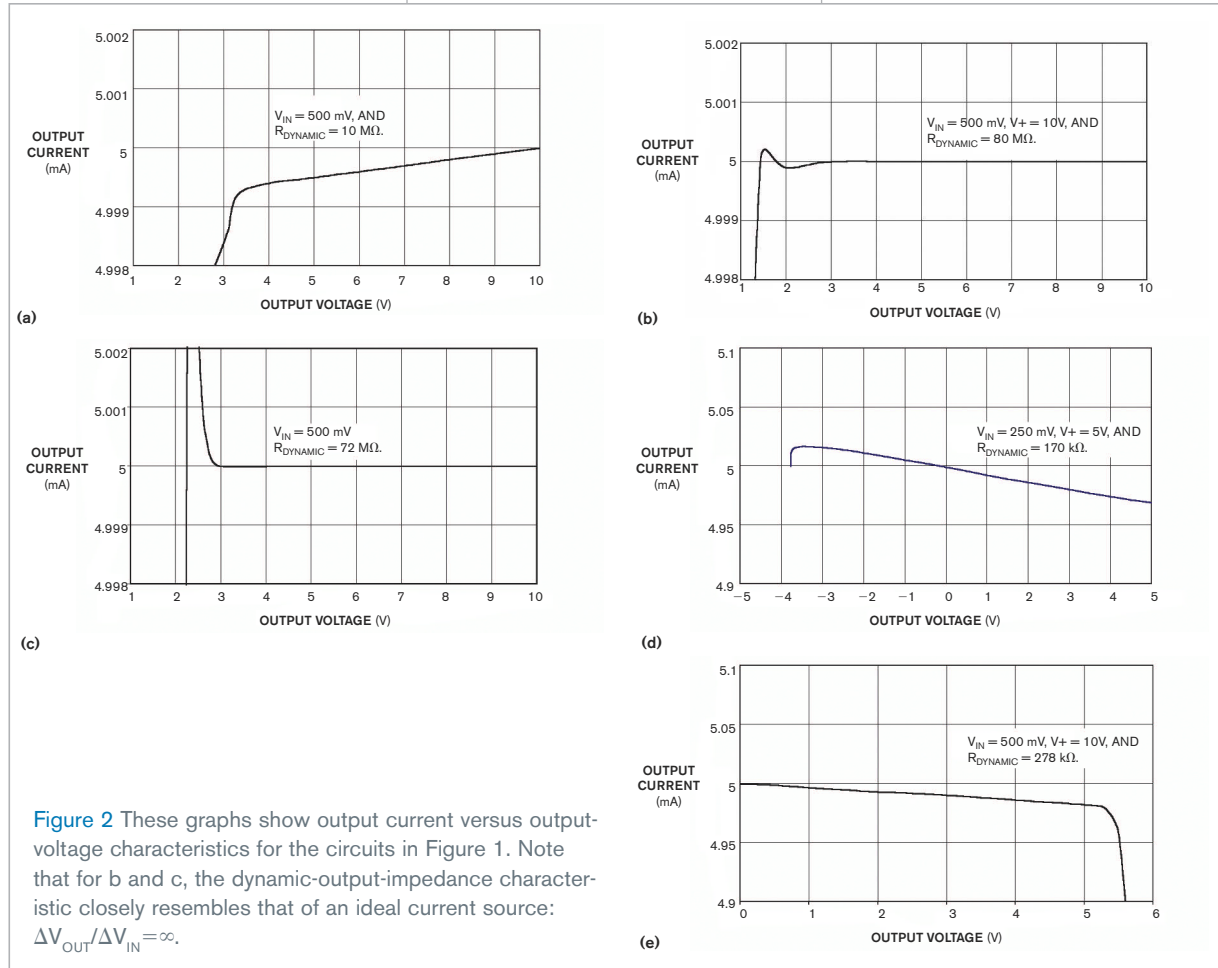 5.002
5.001
5
4.999
4.998
OUTPUT
CURRENT
(mA)
V_IN = 500 mV, AND
R_DYNAMIC = 10 MΩ.
1 2 3 4 5 6 7 8 9 10
OUTPUT VOLTAGE (V)
(a)
5.002
5.001
5
4.999
4.998
OUTPUT
CURRENT
(mA)
V_IN = 500 mV, V+ = 10V, AND
R_DYNAMIC = 80 MΩ.
1 2 3 4 5 6 7 8 9 10
OUTPUT VOLTAGE (V)
(b)
5.002
5.001
5
4.999
4.998
OUTPUT
CURRENT
(mA)
V_IN = 500 mV
R_DYNAMIC = 72 MΩ.
1 2 3 4 5 6 7 8 9 10
OUTPUT VOLTAGE (V)
(c)
5.1
5.05
5
4.95
4.9
OUTPUT
CURRENT
(mA)
V_IN = 250 mV, V+ = 5V, AND
R_DYNAMIC = 170 kΩ.
−5 −4 −3 −2 −1 0 1 2 3 4 5
OUTPUT VOLTAGE (V)
(d)
5.1
5.05
5
4.95
4.9
OUTPUT
CURRENT
(mA)
V_IN = 500 mV, V+ = 10V, AND
R_DYNAMIC = 278 kΩ.
0 1 2 3 4 5 6
OUTPUT VOLTAGE (V)
(e)
Figure 2 These graphs show output current versus output-
voltage characteristics for the circuits in Figure 1. Note
that for b and c, the dynamic-output-impedance character-
istic closely resembles that of an ideal current source:
ΔV_OUT/ΔV_IN=∞.